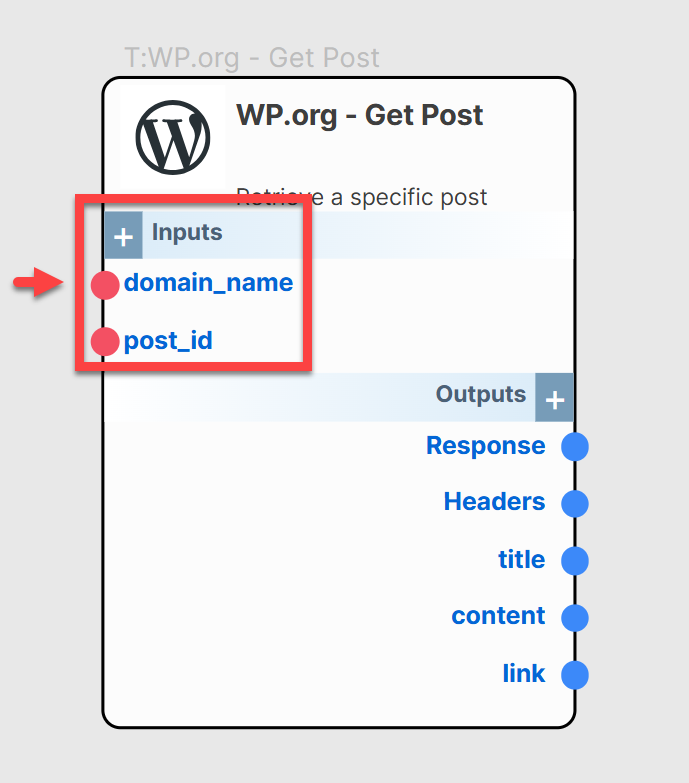 T:WP.org - Get Post
WP.org - Get Post
Retrieve a specific post
+ Inputs
domain_name
post_id
Outputs +
Response
Headers
title
content
link